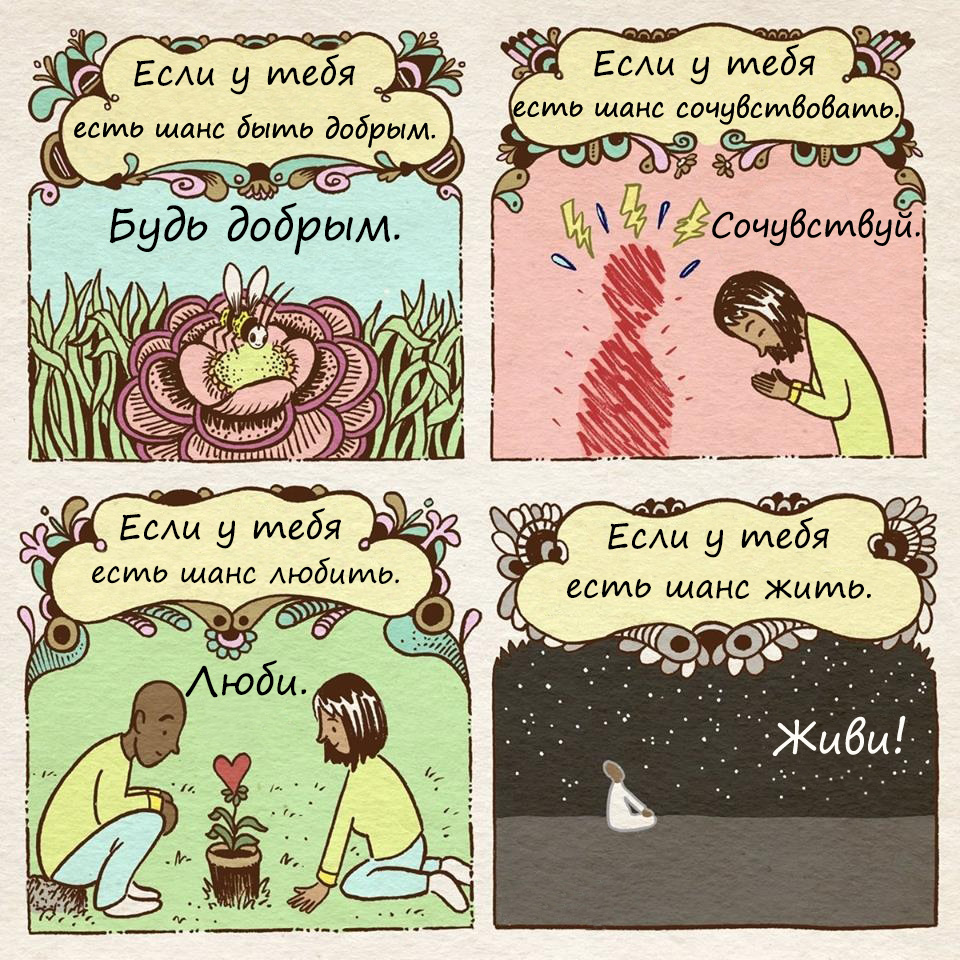 Если у тебя
есть шанс быть добрым.
Будь добрым.
Если у тебя
есть шанс сочувствовать.
Сочувствуй.
Если у тебя
есть шанс любить.
Люби.
Если у тебя
есть шанс жить.
Живи!